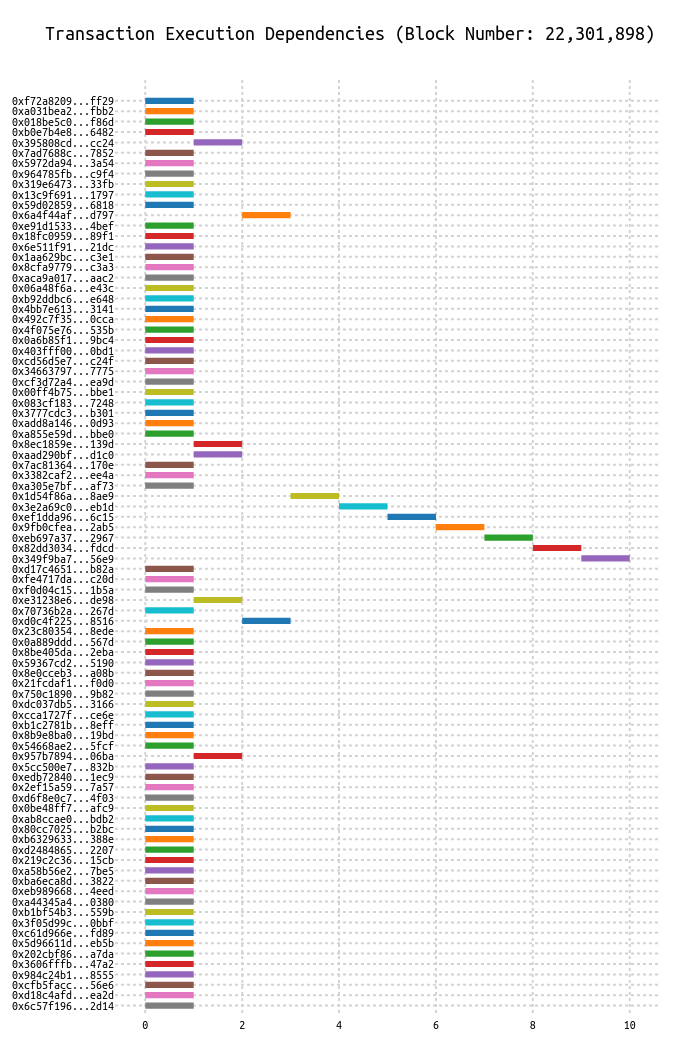 Transaction Execution Dependencies (Block Number: 22,301,898)
0xf72a8209...ff29
0xa031bea2...fbb2
0x018be5c0...f86d
0xb0e7b4e8...6482
0x395808cd...cc24
0x7ad7688c...7852
0x5972da94...3a54
0x964785fb...c9f4
0x319e6473...33fb
0x13c9f691...1797
0x59d02859...6818
0x6a4f44af...d797
0xe91d1533...4bef
0x18fc0959...89f1
0x6e511f91...21dc
0x1aa629bc...c3e1
0x8cfa9779...c3a3
0xaca9a017...aac2
0x06a48f6a...e43c
0xb92ddbc6...e648
0x4bb7e613...3141
0x492c7f35...0cca
0x4f075e76...535b
0x0a6b85f1...9bc4
0x403fff00...0bd1
0xcd56d5e7...c24f
0x34663797...7775
0xcf3d72a4...ea9d
0x00ff4b75...bbe1
0x083cf183...7248
0x3777cdc3...b301
0xadd8a146...0d93
0xa855e59d...bbe0
0x8ec1859e...139d
0xaad290bf...d1c0
0x7ac81364...170e
0x3382caf2...ee4a
0xa305e7bf...af73
0x1d54f86a...8ae9
0x3e2a69c0...eb1d
0xef1dda96...6c15
0x9fb0cfea...2ab5
0xeb697a37...2967
0x82dd3034...fdcd
0x349f9ba7...56e9
0xd17c4651...b82a
0xfe4717da...c20d
0xf0d04c15...1b5a
0xe31238e6...de98
0x70736b2a...267d
0xd0c4f225...8516
0x23c80354...8ede
0x0a889ddd...567d
0x8be405da...2eba
0x59367cd2...5190
0x8e0cceb3...a08b
0x21fcdaf1...f0d0
0x750c1890...9b82
0xdc037db5...3166
0xcca1727f...ce6e
0xb1c2781b...8eff
0x8b9e8ba0...19bd
0x54668ae2...5fcf
0x957b7894...06ba
0x5cc500e7...832b
0xedb72840...1ec9
0x2ef15a59...7a57
0xd6f8e0c7...4f03
0x0be48ff7...afc9
0xab8ccae0...bdb2
0x80cc7025...b2bc
0xb6329633...388e
0xd2484865...2207
0x219c2c36...15cb
0xa58b56e2...7be5
0xba6eca8d...3822
0xeb989668...4eed
0xa44345a4...0380
0xb1bf54b3...559b
0x3f05d99c...0bbf
0xc61d966e...fd89
0x5d96611d...eb5b
0x202cbf86...a7da
0x3606fffb...47a2
0x984c24b1...8555
0xcfb5facc...56e6
0xd18c4afd...ea2d
0x6c57f196...2d14
0 2 4 6 8 10